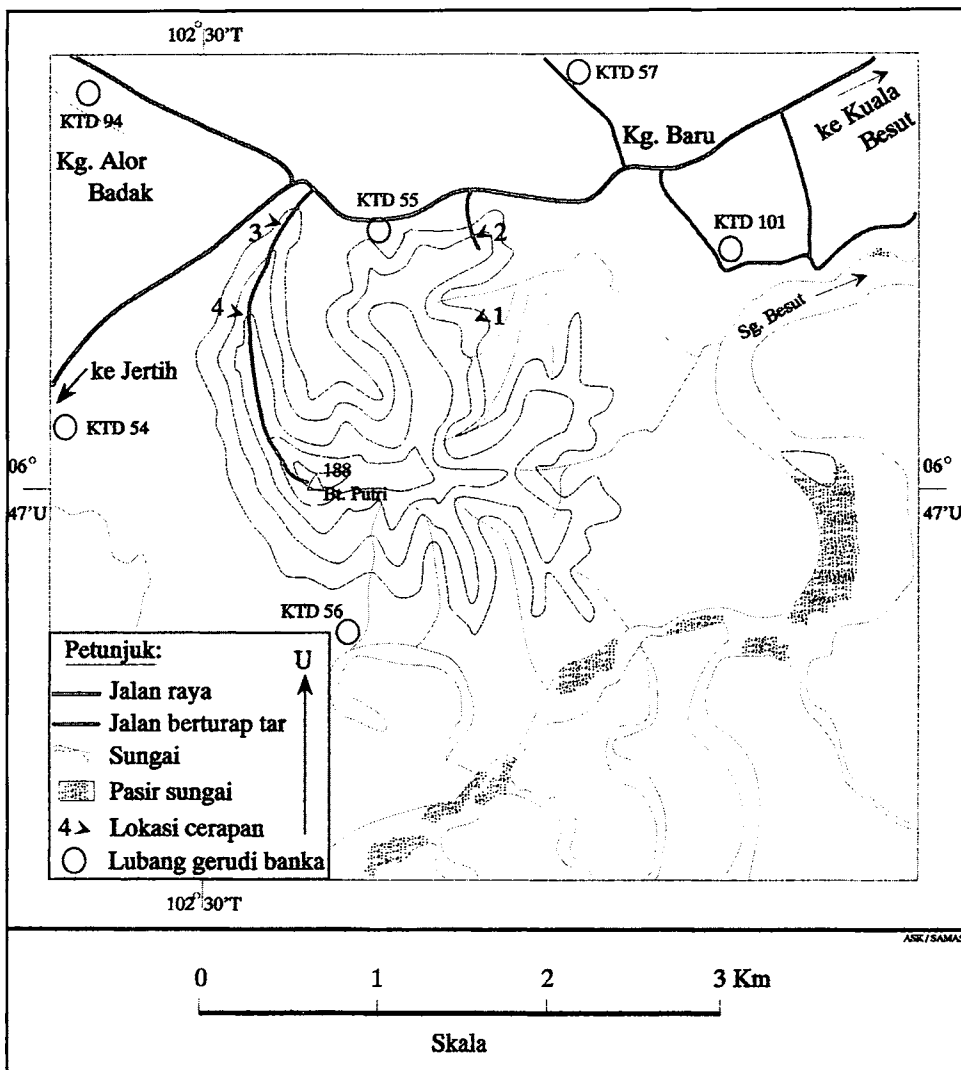 102° 30'T
KTD 94
KTD 57
ke Kuala
Besut
Kg. Baru
Kg. Alor
Badak
KTD 55
3
2
KTD 101
4
1
Sg. Besut
ke Jertih
KTD 54
06°
47'U
188
Bt. Putri
06°
47'U
KTD 56
Petunjuk:
U
Jalan raya
Jalan berturap tar
Sungai
Pasir sungai
4 Lokasi cerapan
Lubang gerudi banka
102° 30'T
ASK/SAMAS
0 1 2 3 Km
Skala